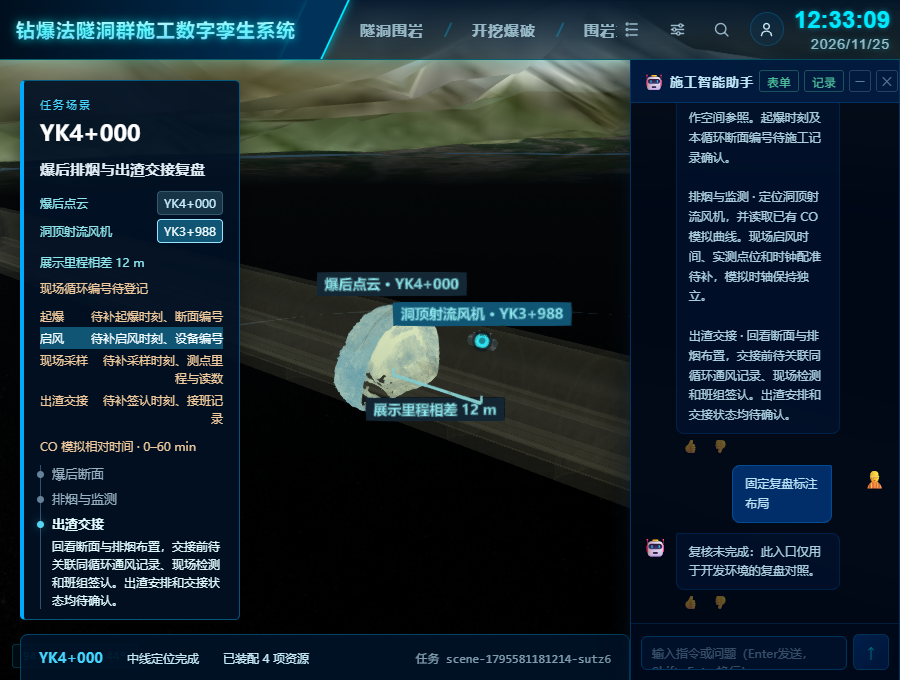 钻爆法隧洞群施工数字孪生系统
隧洞围岩 / 开挖爆破 / 围岩
12:33:09
2026/11/25
任务场景
YK4+000
爆后排烟与出渣交接复盘
爆后点云 YK4+000
洞顶射流风机 YK3+988
展示里程相差 12 m
现场循环编号待登记
起爆 待补起爆时刻、断面编号
启风 待补启风时刻、设备编号
现场采样 待补采样时刻、测点里
程与读数
出渣交接 待补签认时刻、接班记
录
CO 模拟相对时间 · 0–60 min
爆后断面
排烟与监测
出渣交接
回看断面与排烟布置，交接前待
关联同循环通风记录、现场检测
和班组签认。出渣安排和交接状
态均待确认。
爆后点云 • YK4+000
洞顶射流风机 • YK3+988
展示里程相差 12 m
YK4+000 中线定位完成 已装配 4 项资源 任务 scene-1795581181214-sutz6
施工智能助手 表单 记录
作空间参照。起爆时刻及
本循环断面编号待施工记
录确认。
排烟与监测 · 定位洞顶射
流风机，并读取已有 CO
模拟曲线。现场启风时
间、实测点位和时钟配准
待补，模拟时轴保持独
立。
出渣交接 · 回看断面与排
烟布置，交接前待关联同
循环通风记录、现场检测
和班组签认。出渣安排和
交接状态均待确认。
固定复盘标注
布局
复核未完成：此入口仅用
于开发环境的复盘对照。
输入指令或问题（Enter发送，